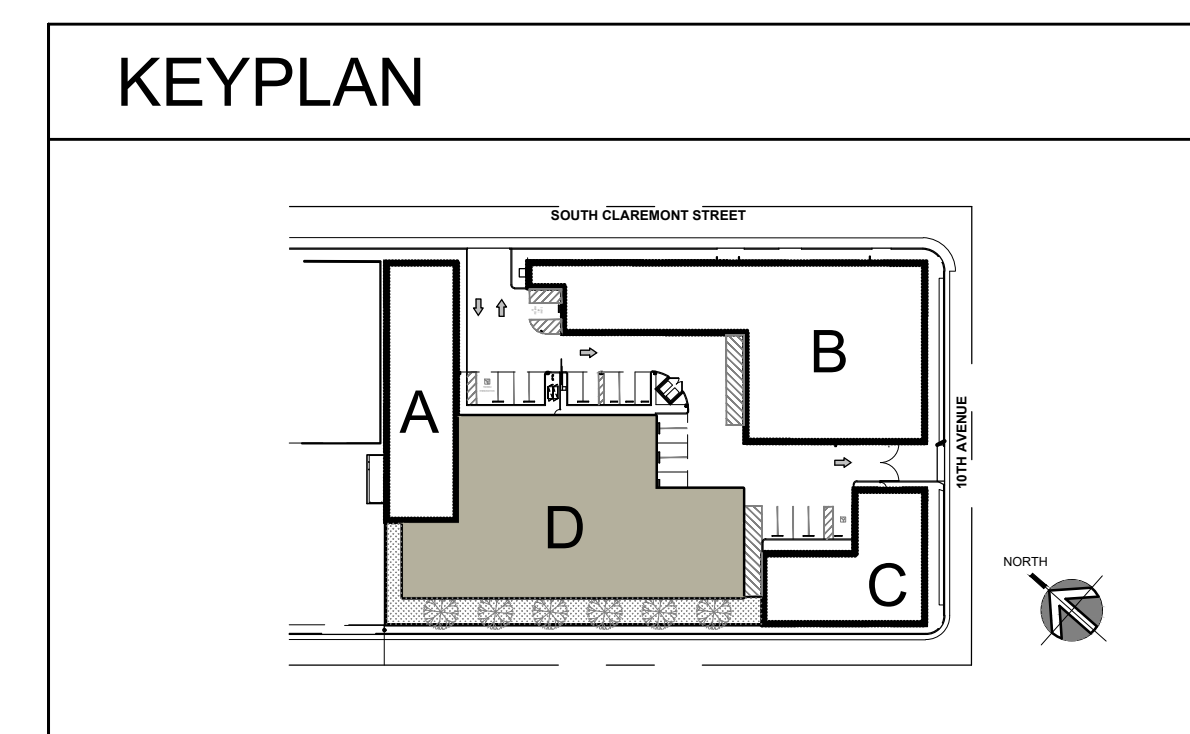 KEYPLAN
SOUTH CLAREMONT STREET
B
A
10TH AVENUE
D
NORTH
C